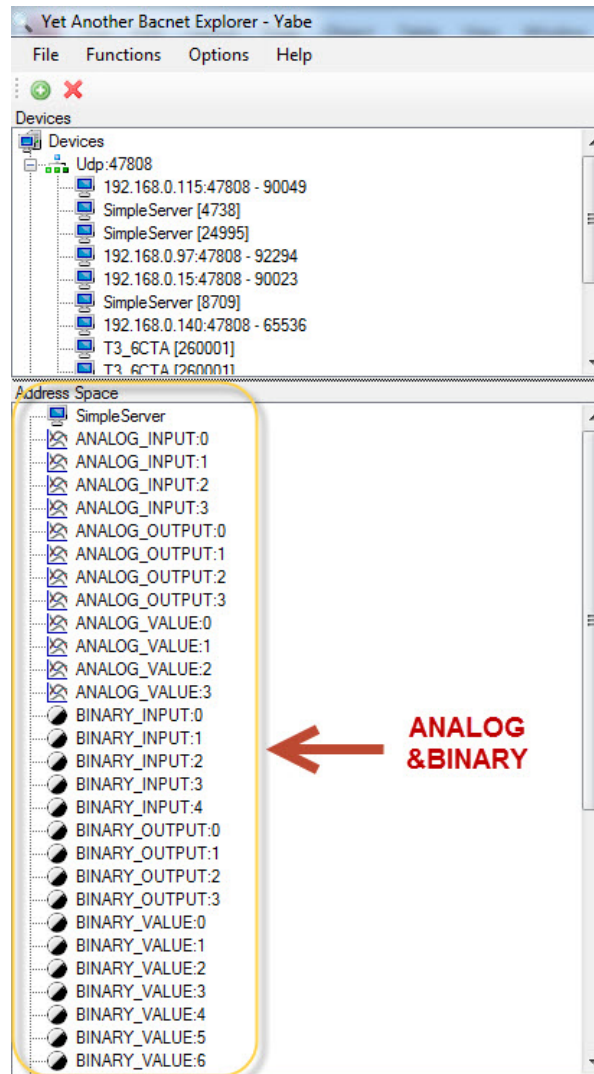 Yet Another Bacnet Explorer - Yabe
File Functions Options Help
Devices
Devices
Udp:47808
192.168.0.115:47808 - 90049
SimpleServer [4738]
SimpleServer [24995]
192.168.0.97:47808 - 92294
192.168.0.15:47808 - 90023
SimpleServer [8709]
192.168.0.140:47808 - 65536
T3_6CTA [260001]
T3_6CTA [260001]
Address Space
SimpleServer
ANALOG_INPUT:0
ANALOG_INPUT:1
ANALOG_INPUT:2
ANALOG_INPUT:3
ANALOG_OUTPUT:0
ANALOG_OUTPUT:1
ANALOG_OUTPUT:2
ANALOG_OUTPUT:3
ANALOG_VALUE:0
ANALOG_VALUE:1
ANALOG_VALUE:2
ANALOG_VALUE:3
BINARY_INPUT:0
BINARY_INPUT:1
BINARY_INPUT:2
BINARY_INPUT:3
BINARY_INPUT:4
BINARY_OUTPUT:0
BINARY_OUTPUT:1
BINARY_OUTPUT:2
BINARY_OUTPUT:3
BINARY_VALUE:0
BINARY_VALUE:1
BINARY_VALUE:2
BINARY_VALUE:3
BINARY_VALUE:4
BINARY_VALUE:5
BINARY_VALUE:6
ANALOG
&BINARY